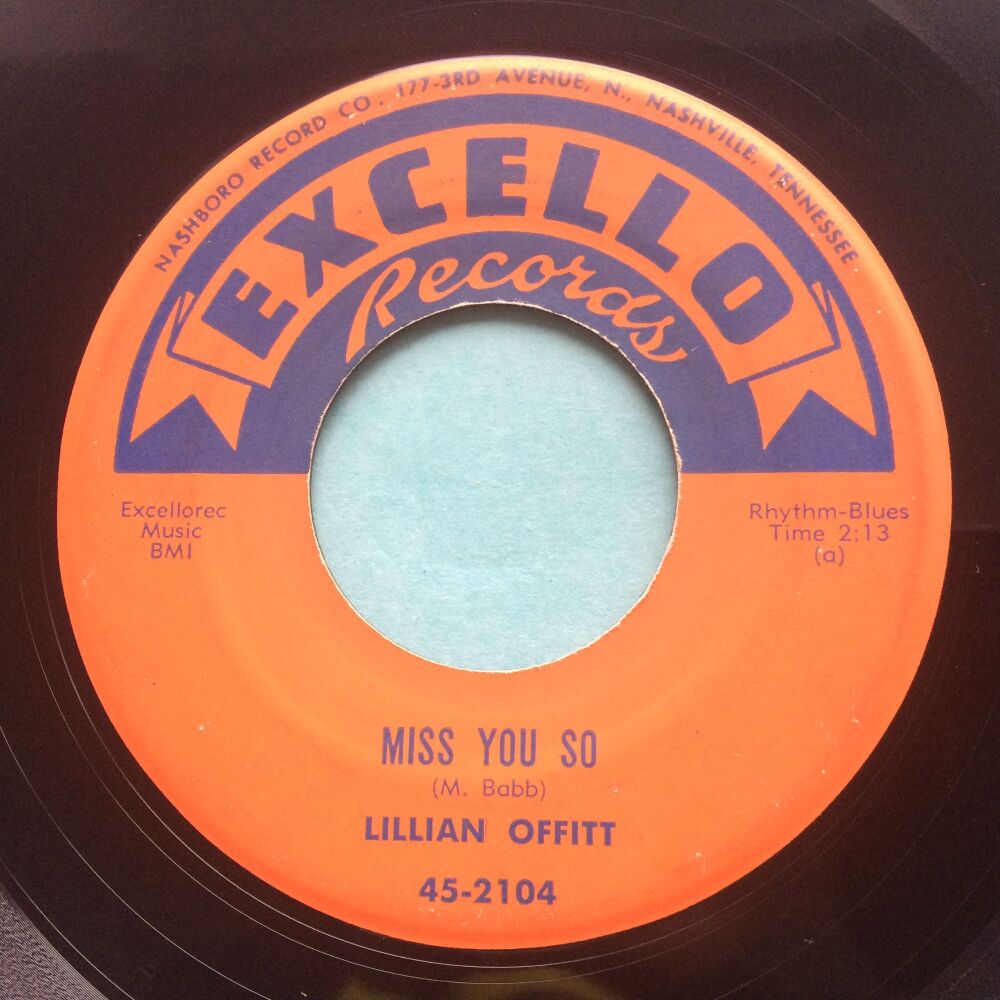 NASHBORO RECORD CO., 177-3RD AVENUE, N., NASHVILLE, TENNESSEE
EXCELLO
Records
Excellorec
Music
BMI
Rhythm-Blues
Time 2:13
(a)
MISS YOU SO
(M. Babb)
LILLIAN OFFITT
45-2104